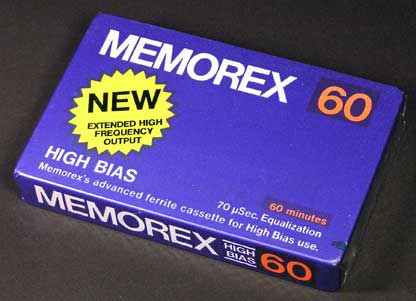 MEMOREX 60
NEW
EXTENDED HIGH
FREQUENCY
OUTPUT
HIGH BIAS
60 minutes
70 µSec. Equalization
Memorex's advanced ferrite cassette for High Bias use.
MEMOREX HIGH BIAS 60